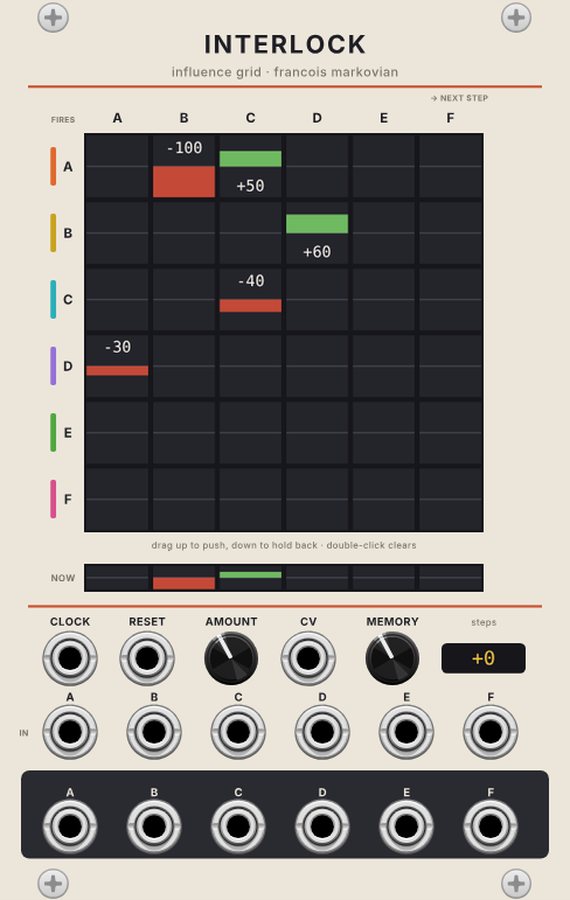 INTERLOCK
influence grid · francois markovian
→ NEXT STEP
FIRES A B C D E F
A -100 +50
B +60
C -40
D -30
E
F
drag up to push, down to hold back · double-click clears
NOW
CLOCK RESET AMOUNT CV MEMORY steps
+0
A B C D E F
IN
A B C D E F